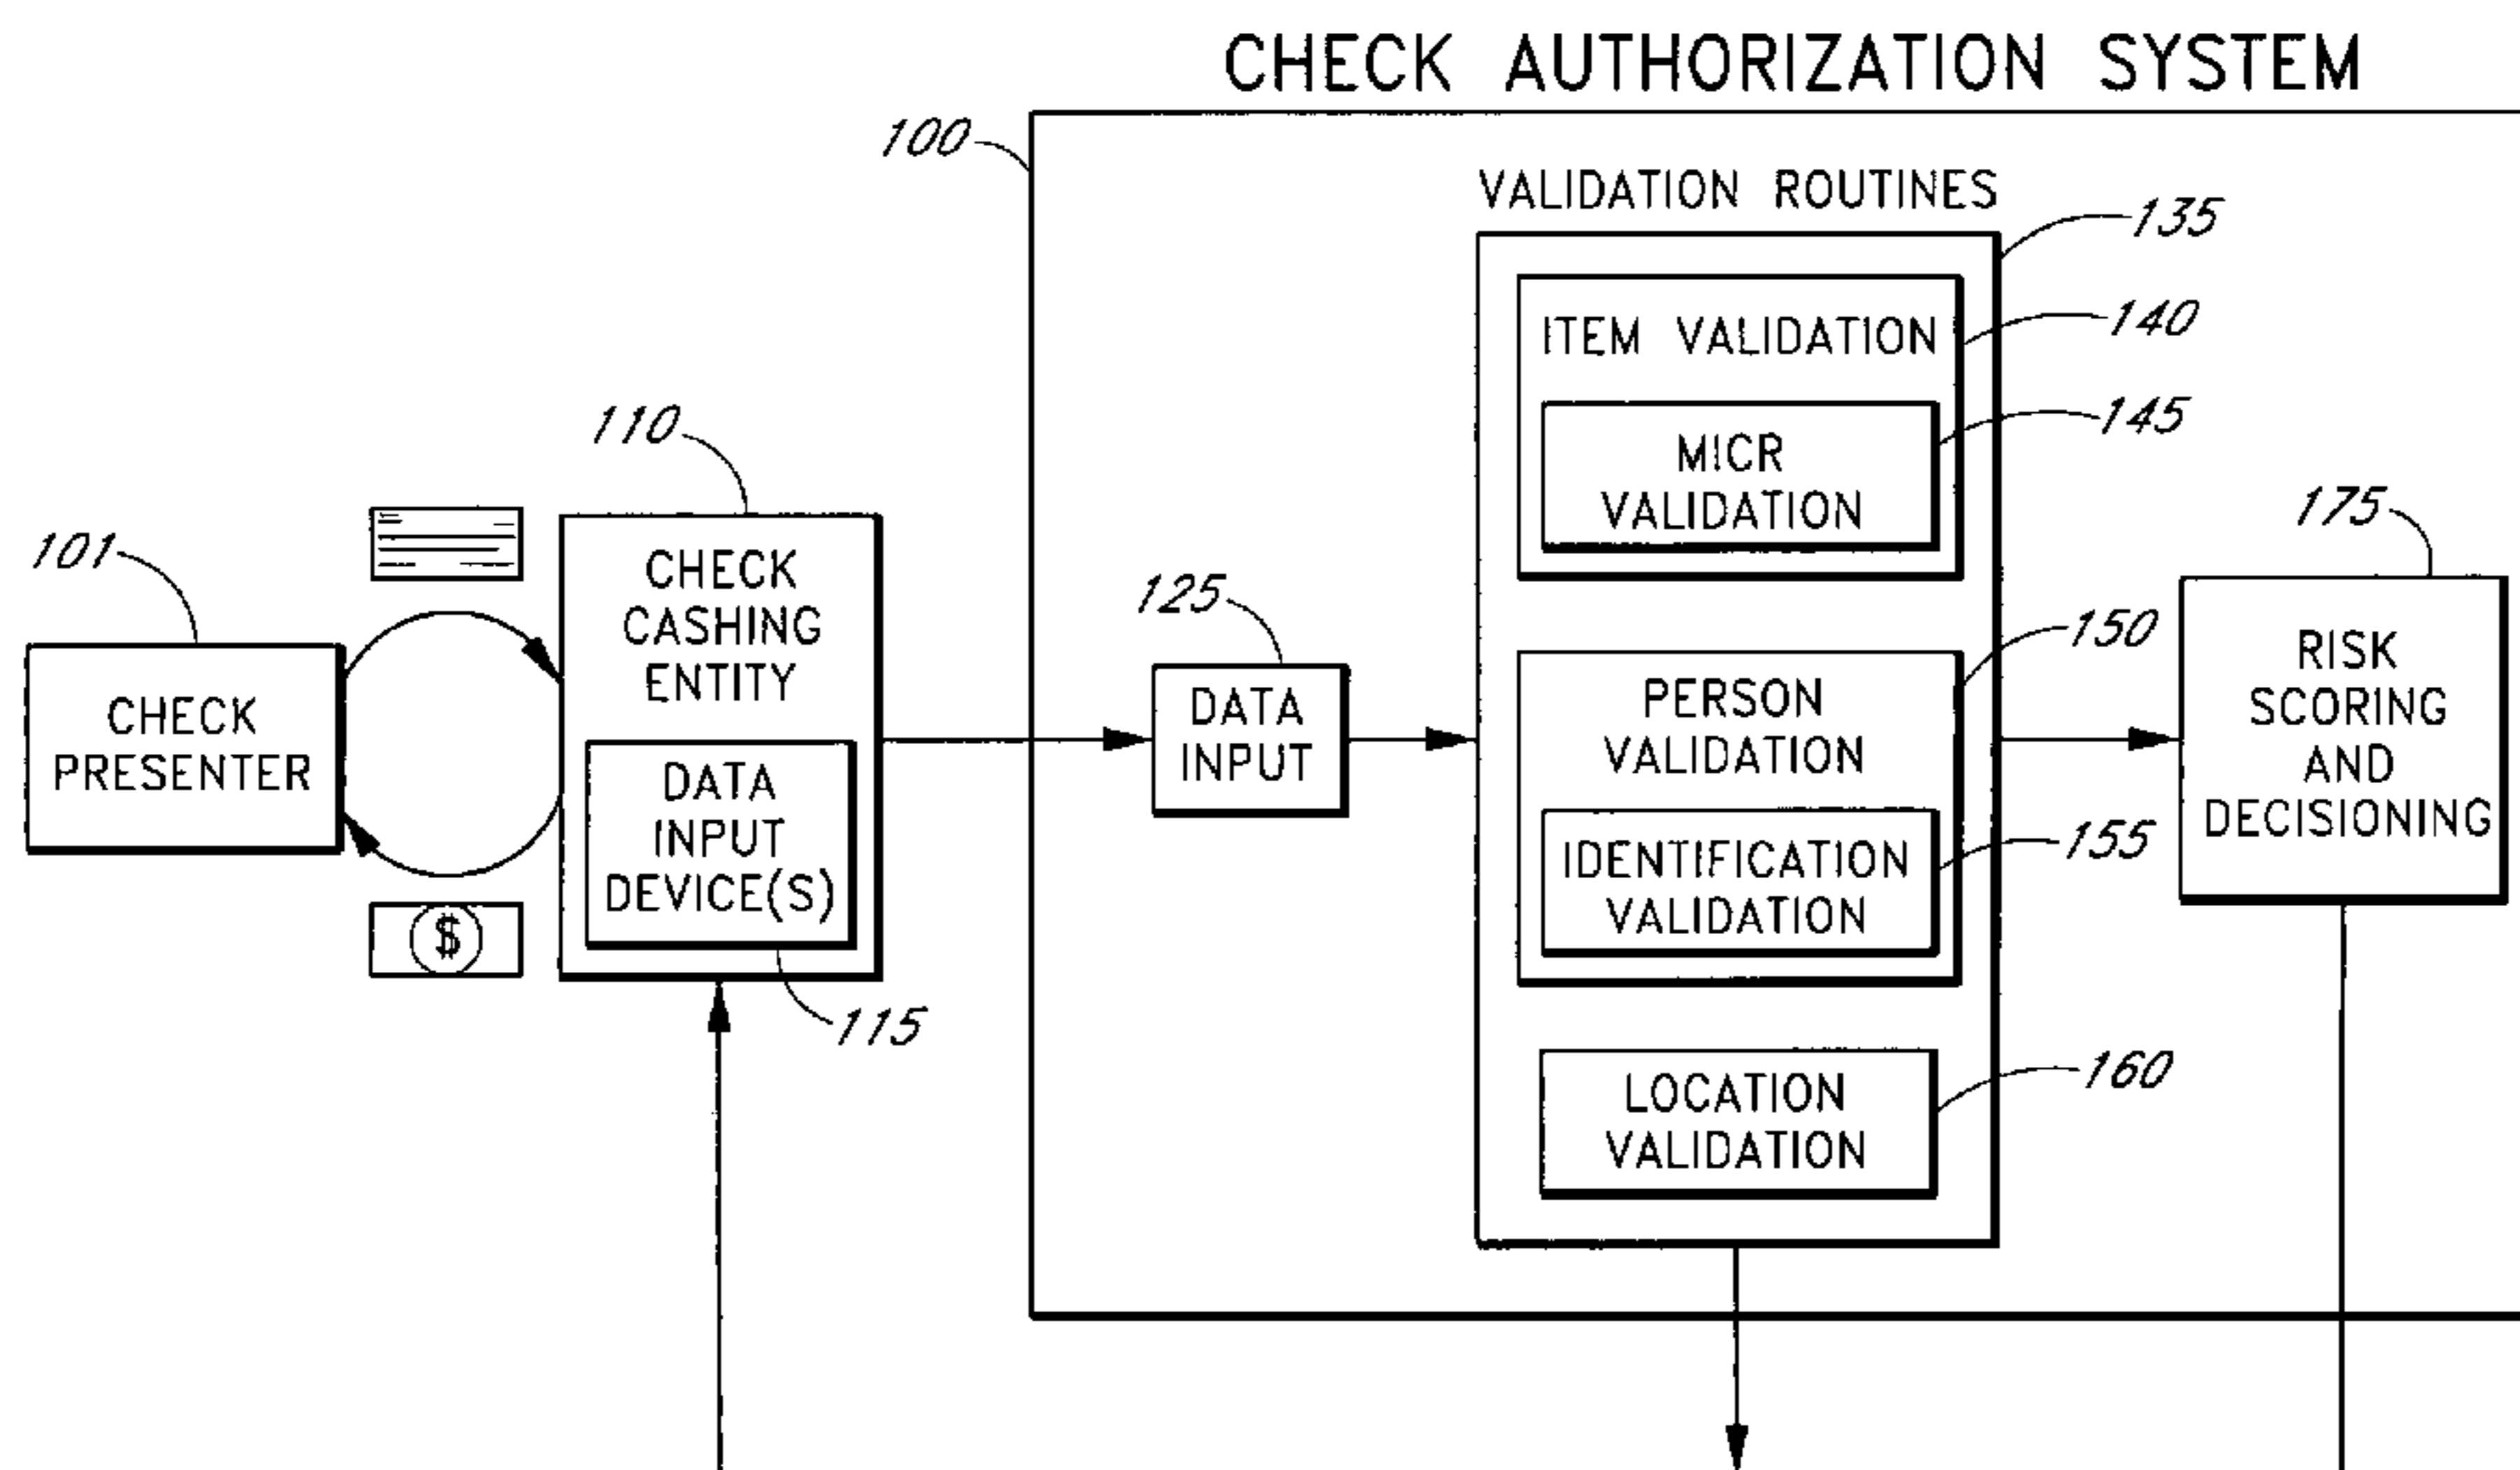 CHECK AUTHORIZATION SYSTEM
100
VALIDATION ROUTINES
135
ITEM VALIDATION
140
MICR
VALIDATION
145
110
101
CHECK
CASHING
ENTITY
125
175
CHECK
PRESENTER
DATA
INPUT
DEVICE(S)
$
115
DATA
INPUT
PERSON
VALIDATION
150
IDENTIFICATION
VALIDATION
155
LOCATION
VALIDATION
160
RISK
SCORING
AND
DECISIONING